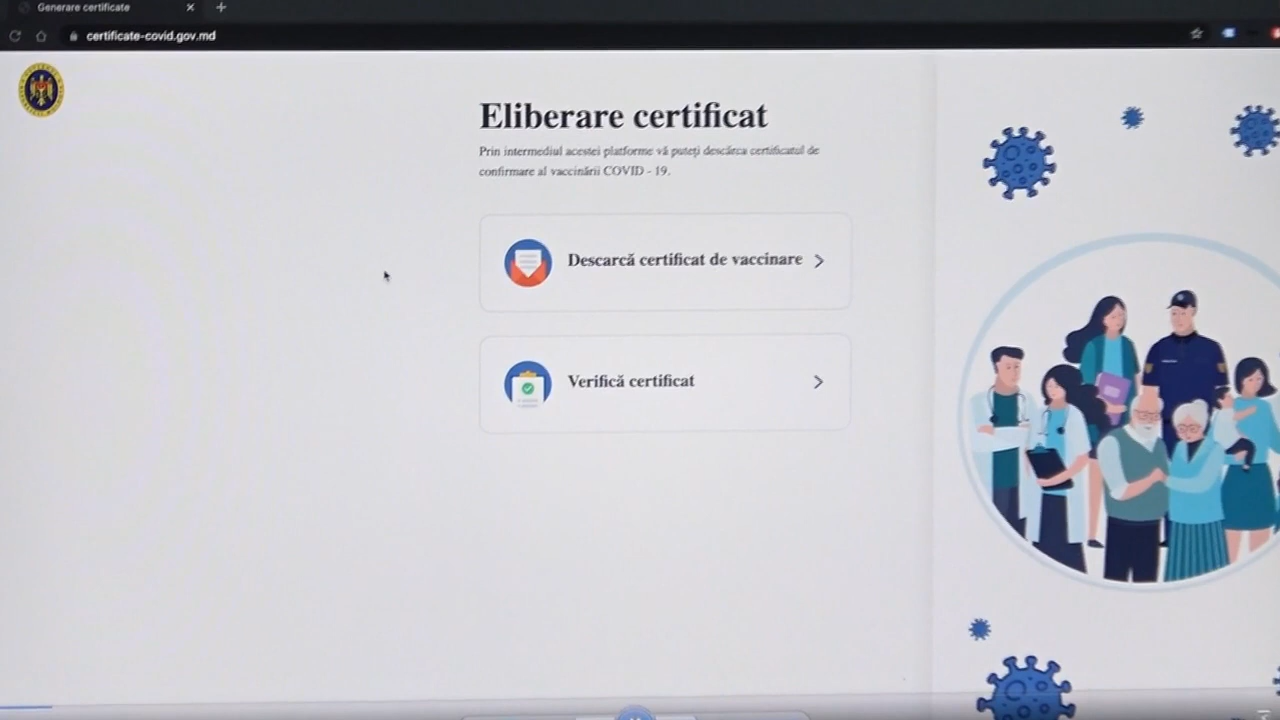 Generare certificate
certificate-covid.gov.md
Eliberare certificat
Prin intermediul acestei platforme vă puteți descărca certificatul de
confirmare al vaccinării COVID - 19.
Descarcă certificat de vaccinare
Verifică certificat